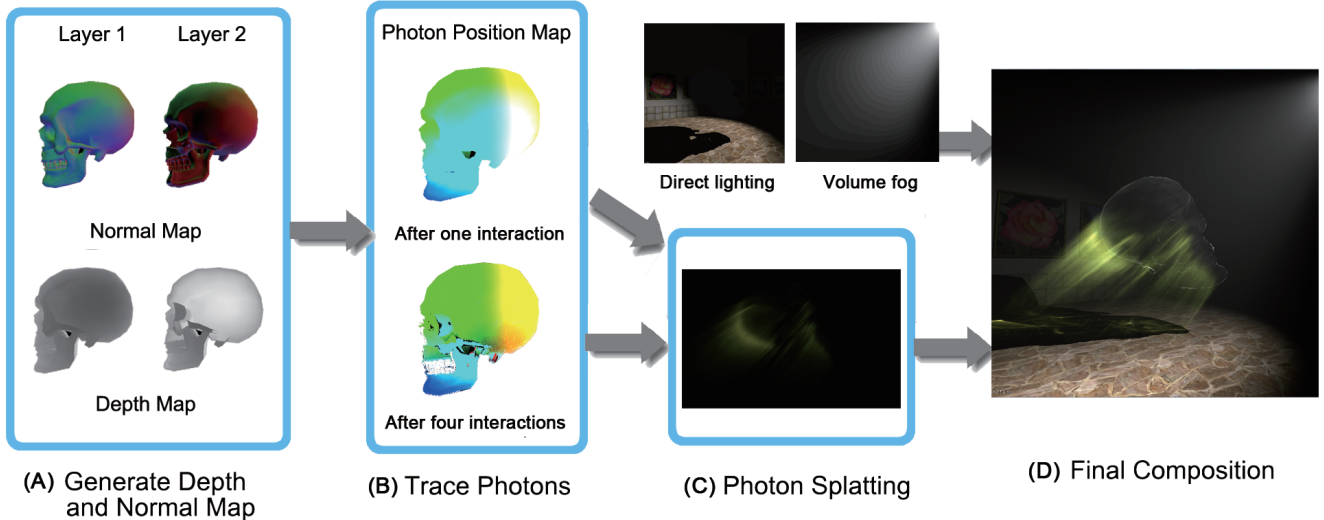 Layer 1
Layer 2
Normal Map
Depth Map
(A) Generate Depth
and Normal Map
Photon Position Map
After one interaction
After four interactions
(B) Trace Photons
Direct lighting
Volume fog
(C) Photon Splatting
(D) Final Composition